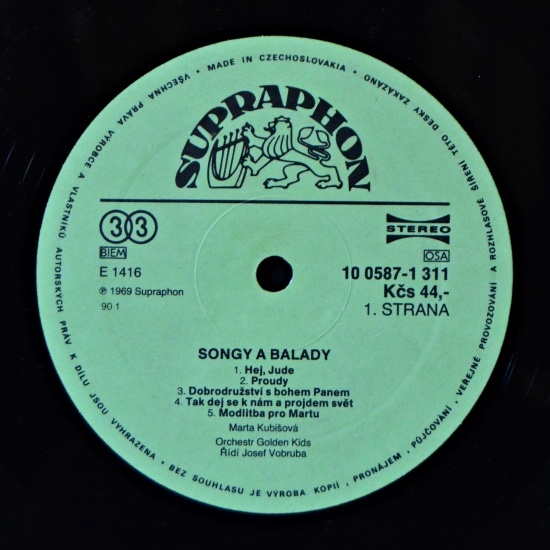 • MADE IN CZECHOSLOVAKIA •
VŠECHNA PRÁVA VÝROBCE A VLASTNÍKŮ AUTORSKÝCH PRÁV K DÍLU JSOU VYHRAZENA • BEZ SOUHLASU JE VÝROBA KOPIÍ, PRONÁJEM, PŮJČOVÁNÍ, VEŘEJNÉ PROVOZOVÁNÍ A ROZHLASOVÉ ŠÍŘENÍ TÉTO DESKY ZAKÁZÁNO
SUPRAPHON
33
STEREO
BIEM
OSA
E 1416
10 0587-1 311
℗ 1969 Supraphon
Kčs 44,-
90 1
1. STRANA
SONGY A BALADY
1. Hej, Jude
2. Proudy
3. Dobrodružství s bohem Panem
4. Tak dej se k nám a projdem svět
5. Modlitba pro Martu
Marta Kubišová
Orchestr Golden Kids
Řídí Josef Vobruba